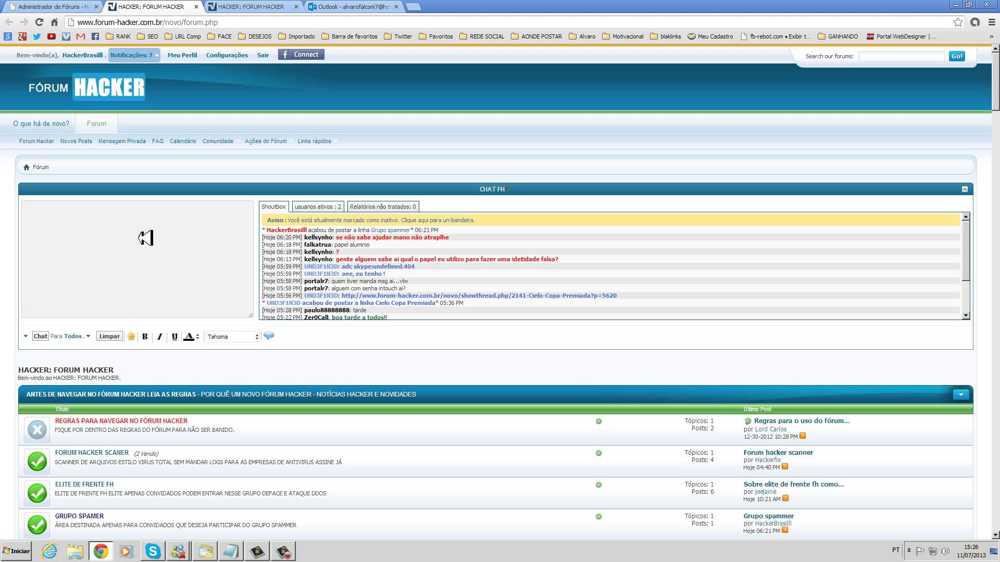 Administrador de Fóruns - H
HACKER: FORUM HACKER
HACKER: FORUM HACKER
Outlook - alvarofalconi7@ho
www.forum-hacker.com.br/novo/forum.php
RANK SEO URL Comp FACE DESEJOS Importado Barra de favoritos Twitter Favoritos REDE SOCIAL AONDE POSTAR Alvaro Motivacional blaklinks Meu Cadastro fb-rebot.com • Exibir t... GANHANDO Portal WebDesigner | ... »
Bem-vindo(a), HackerBrasilll . Notificações: 7 Meu Perfil Configurações Sair f Connect
Search our forums: Go!
FÓRUM HACKER
O que há de novo? Forum
Forum Hacker Novos Posts Mensagem Privada FAQ Calendário Comunidade Ações do Fórum Links rápidos
Fórum
CHAT FH
Shoutbox usuarios ativos : 2 Relatórios não tratados: 0
Aviso : Você está atualmente marcado como inativo. Clique aqui para un-bandeira.
* HackerBrasilll acabou de postar a linha Grupo spammer* 06:21 PM
[Hoje 06:20 PM] kellsynho: se não sabe ajudar mano não atraplhe
[Hoje 06:18 PM] falkatrua: papel aluminio
[Hoje 06:18 PM] kellsynho: ?
[Hoje 06:13 PM] kellsynho: gente alguem sabe ai qual o papel eu utilizo para fazer uma idetidade falsa?
[Hoje 05:59 PM] UND3F1N3D: adc skype:undefined.404
[Hoje 05:59 PM] UND3F1N3D: aee, eu tenho !
[Hoje 05:58 PM] portalr7: quem tiver manda msg ai...vlw
[Hoje 05:58 PM] portalr7: alguem com senha intouch ai?
[Hoje 05:56 PM] UND3F1N3D: http://www.forum-hacker.com.br/novo/showthread.php/2141-Cielo-Copa-Premiada?p=5620
* UND3F1N3D acabou de postar a linha Cielo Copa Premiada* 05:36 PM
[Hoje 05:28 PM] paulo88888888: tarde
[Hoje 05:22 PM] Zer0Call: boa tarde a todos!!
Chat Para Todos . Limpar B I U A Tahoma
HACKER: FORUM HACKER
Bem-vindo ao HACKER: FORUM HACKER.
ANTES DE NAVEGAR NO FÓRUM HACKER LEIA AS REGRAS - POR QUÊ UM NOVO FÓRUM HACKER - NOTÍCIAS HACKER E NOVIDADES
Título Último Post
REGRAS PARA NAVEGAR NO FÓRUM HACKER
FIQUE POR DENTRO DAS REGRAS DO FÓRUM PARA NÃO SER BANIDO.
Tópicos: 1
Posts: 2
Regras para o uso do fórum...
por Lord Carlos
12-30-2012 10:28 PM
FORUM HACKER SCANER (2 Vendo)
SCANNER DE ARQUIVOS ESTILO VIRUS TOTAL SEM MANDAR LOGS PARA AS EMPRESAS DE ANTIVIRUS ASSINE JÁ
Tópicos: 1
Posts: 4
Forum hacker scanner
por Hackerfix
Hoje 04:40 PM
ELITE DE FRENTE FH
ELITE DE FRENTE FH ELITE APENAS CONVIDADOS PODEM ENTRAR NESSE GRUPO DEFACE E ATAQUE DDOS
Tópicos: 1
Posts: 6
Sobre elite de frente fh como...
por jeejaine
Hoje 10:21 AM
GRUPO SPAMER
ÁREA DESTINADA APENAS PARA CONVIDADOS QUE DESEJA PARTICIPAR DO GRUPO SPAMMER
Tópicos: 1
Posts: 1
Grupo spammer
por HackerBrasilll
Hoje 06:21 PM
Iniciar
PT
15:26
11/07/2013